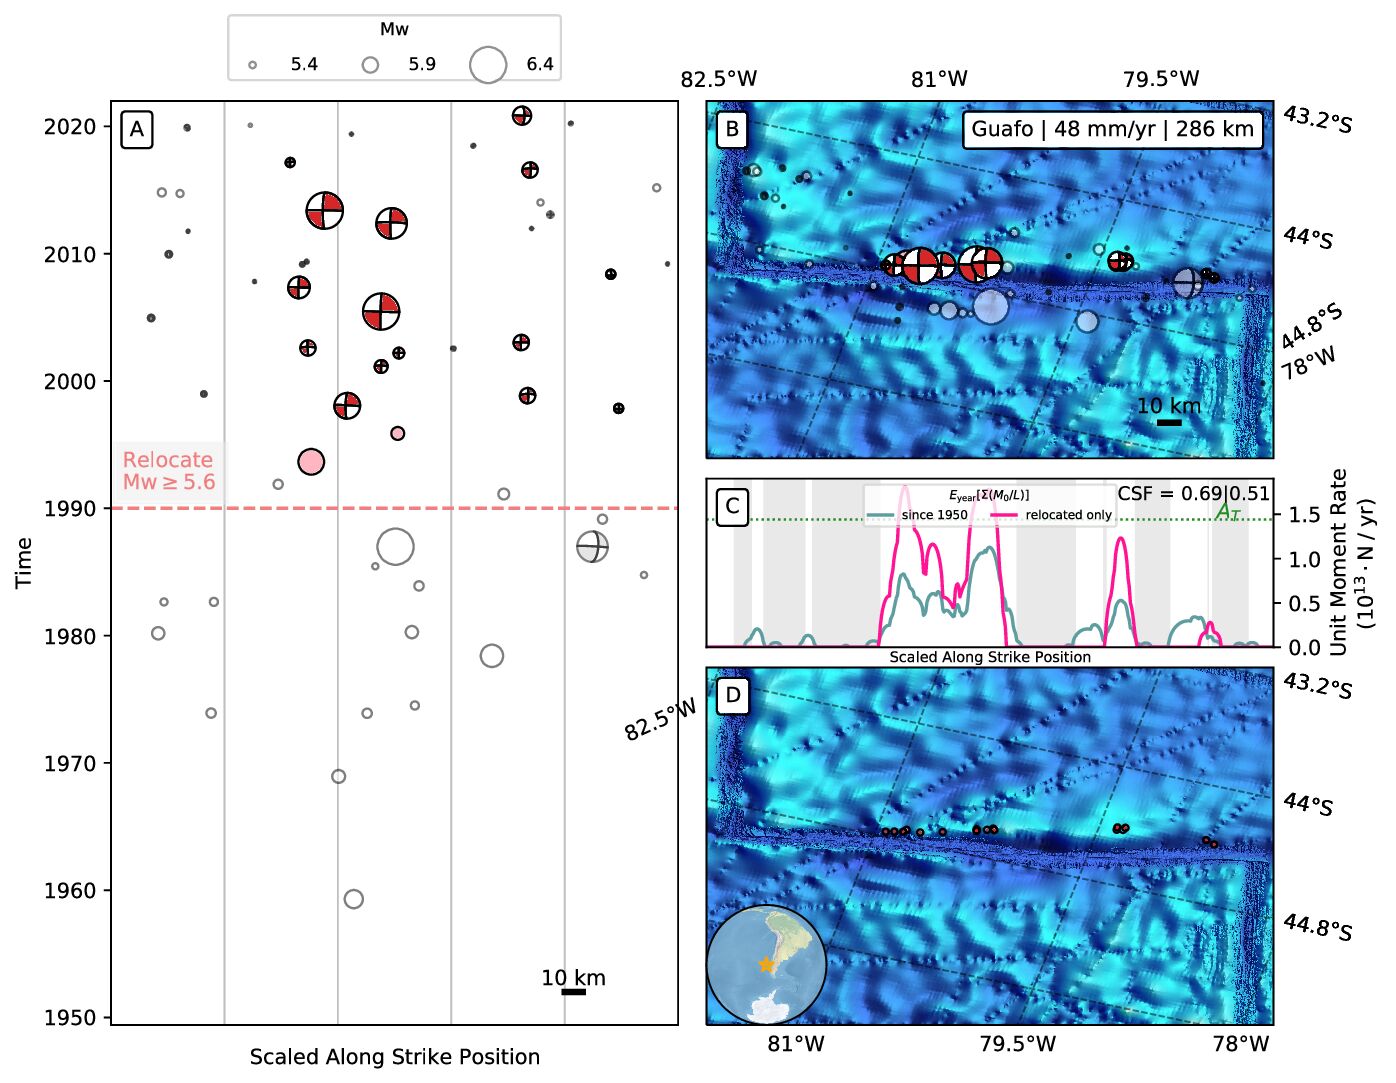 Mw
5.4 5.9 6.4
A
2020
2010
2000
1990
1980
1970
1960
1950
Time
Relocate
Mw ≥ 5.6
10 km
Scaled Along Strike Position
82.5°W 81°W 79.5°W
B
Guafo | 48 mm/yr | 286 km
43.2°S
44°S
44.8°S
78°W
10 km
C
E_year[Σ(M₀/L)]
since 1950 relocated only
CSF = 0.69|0.51
A_T
1.5
1.0
0.5
0.0
Unit Moment Rate
(10¹³ · N / yr)
Scaled Along Strike Position
D
82.5°W
43.2°S
44°S
44.8°S
81°W 79.5°W 78°W